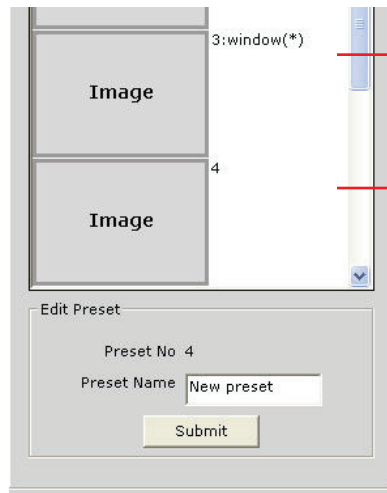 3:window(*)
Image
4
Image
Edit Preset
Preset No 4
Preset Name New preset
Submit